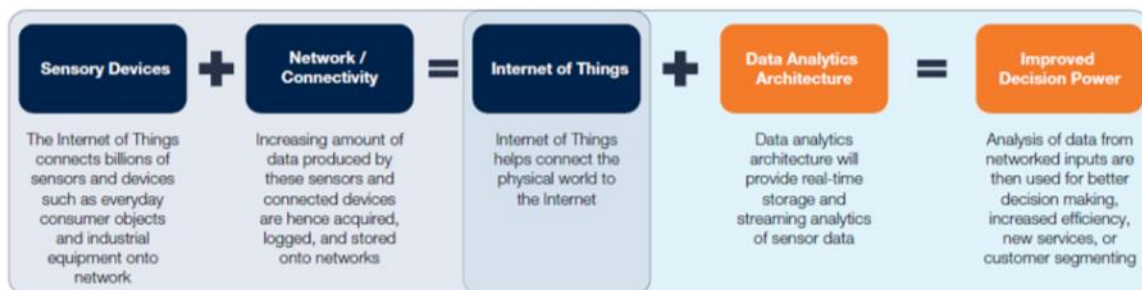 Sensory Devices
+
Network /
Connectivity
=
Internet of Things
+
Data Analytics
Architecture
=
Improved
Decision Power
The Internet of Things
connects billions of
sensors and devices
such as everyday
consumer objects
and industrial
equipment onto
network
Increasing amount of
data produced by
these sensors and
connected devices
are hence acquired,
logged, and stored
onto networks
Internet of Things
helps connect the
physical world to
the Internet
Data analytics
architecture will
provide real-time
storage and
streaming analytics
of sensor data
Analysis of data from
networked inputs are
then used for better
decision making,
increased efficiency,
new services, or
customer segmenting